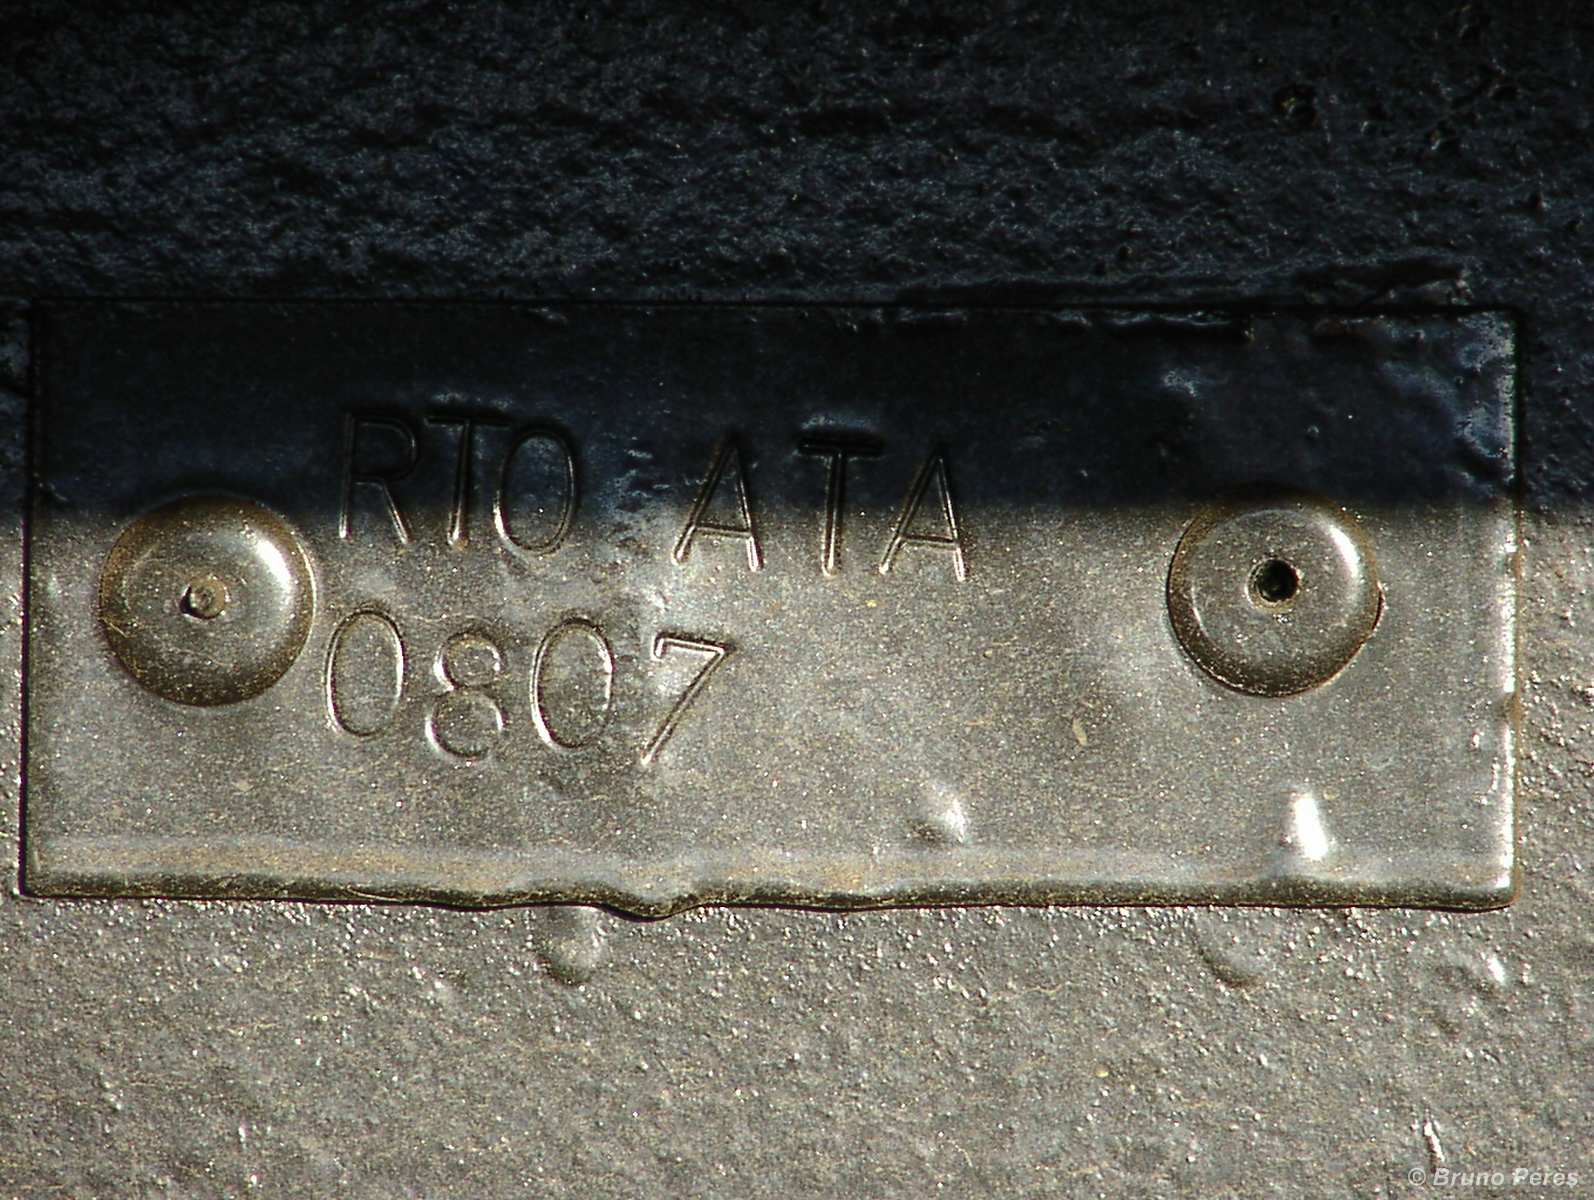 RTO ATA
0807
© Bruno Peres